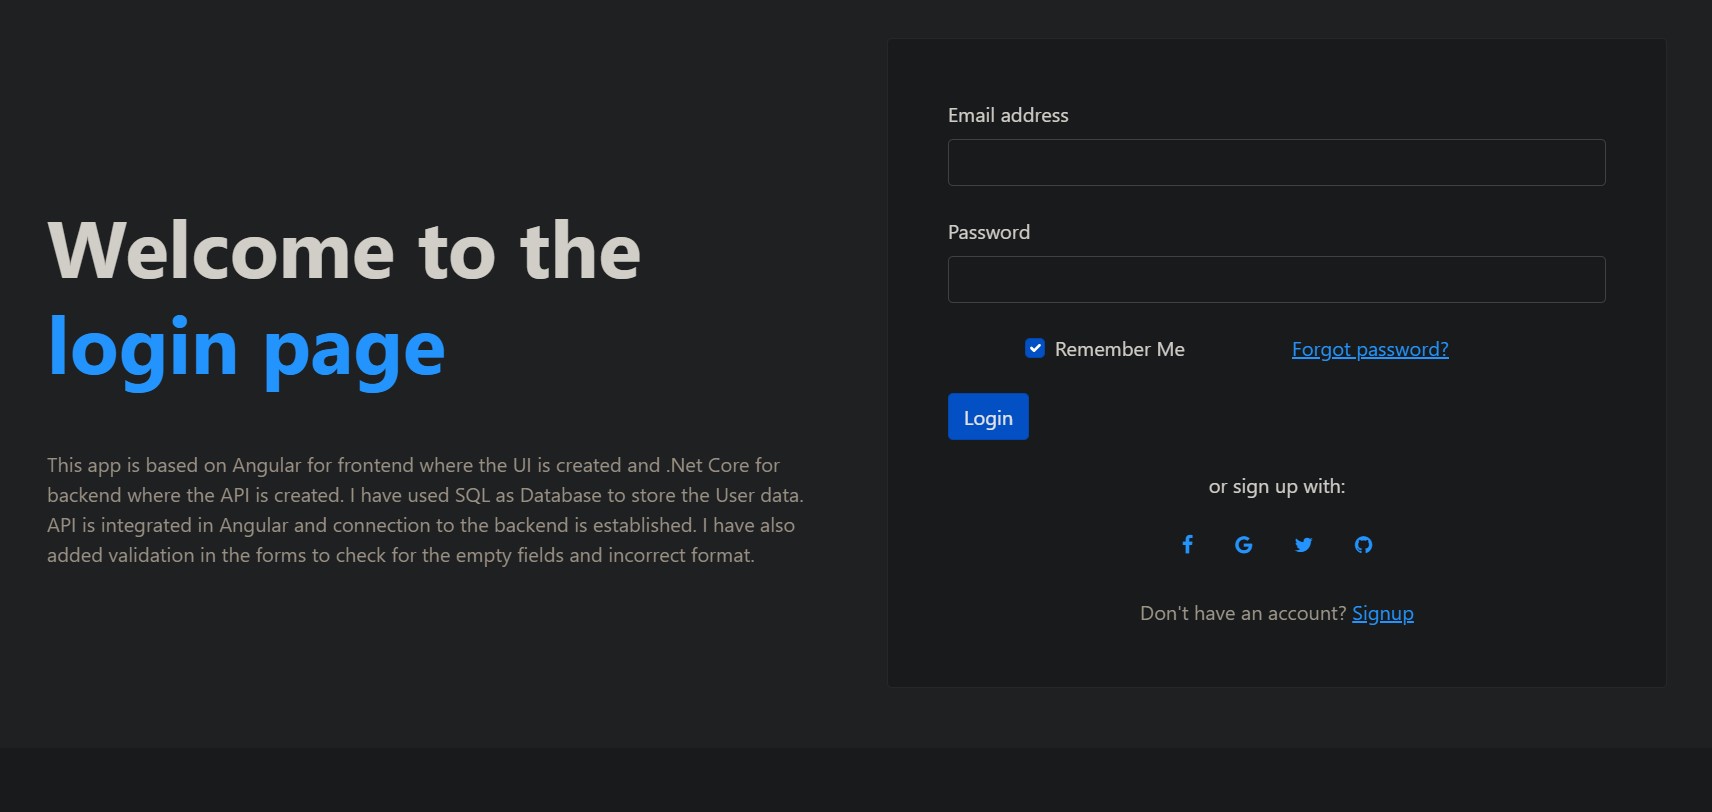 Welcome to the
login page
This app is based on Angular for frontend where the UI is created and .Net Core for
backend where the API is created. I have used SQL as Database to store the User data.
API is integrated in Angular and connection to the backend is established. I have also
added validation in the forms to check for the empty fields and incorrect format.
Email address
Password
Remember Me Forgot password?
Login
or sign up with:
Don't have an account? Signup